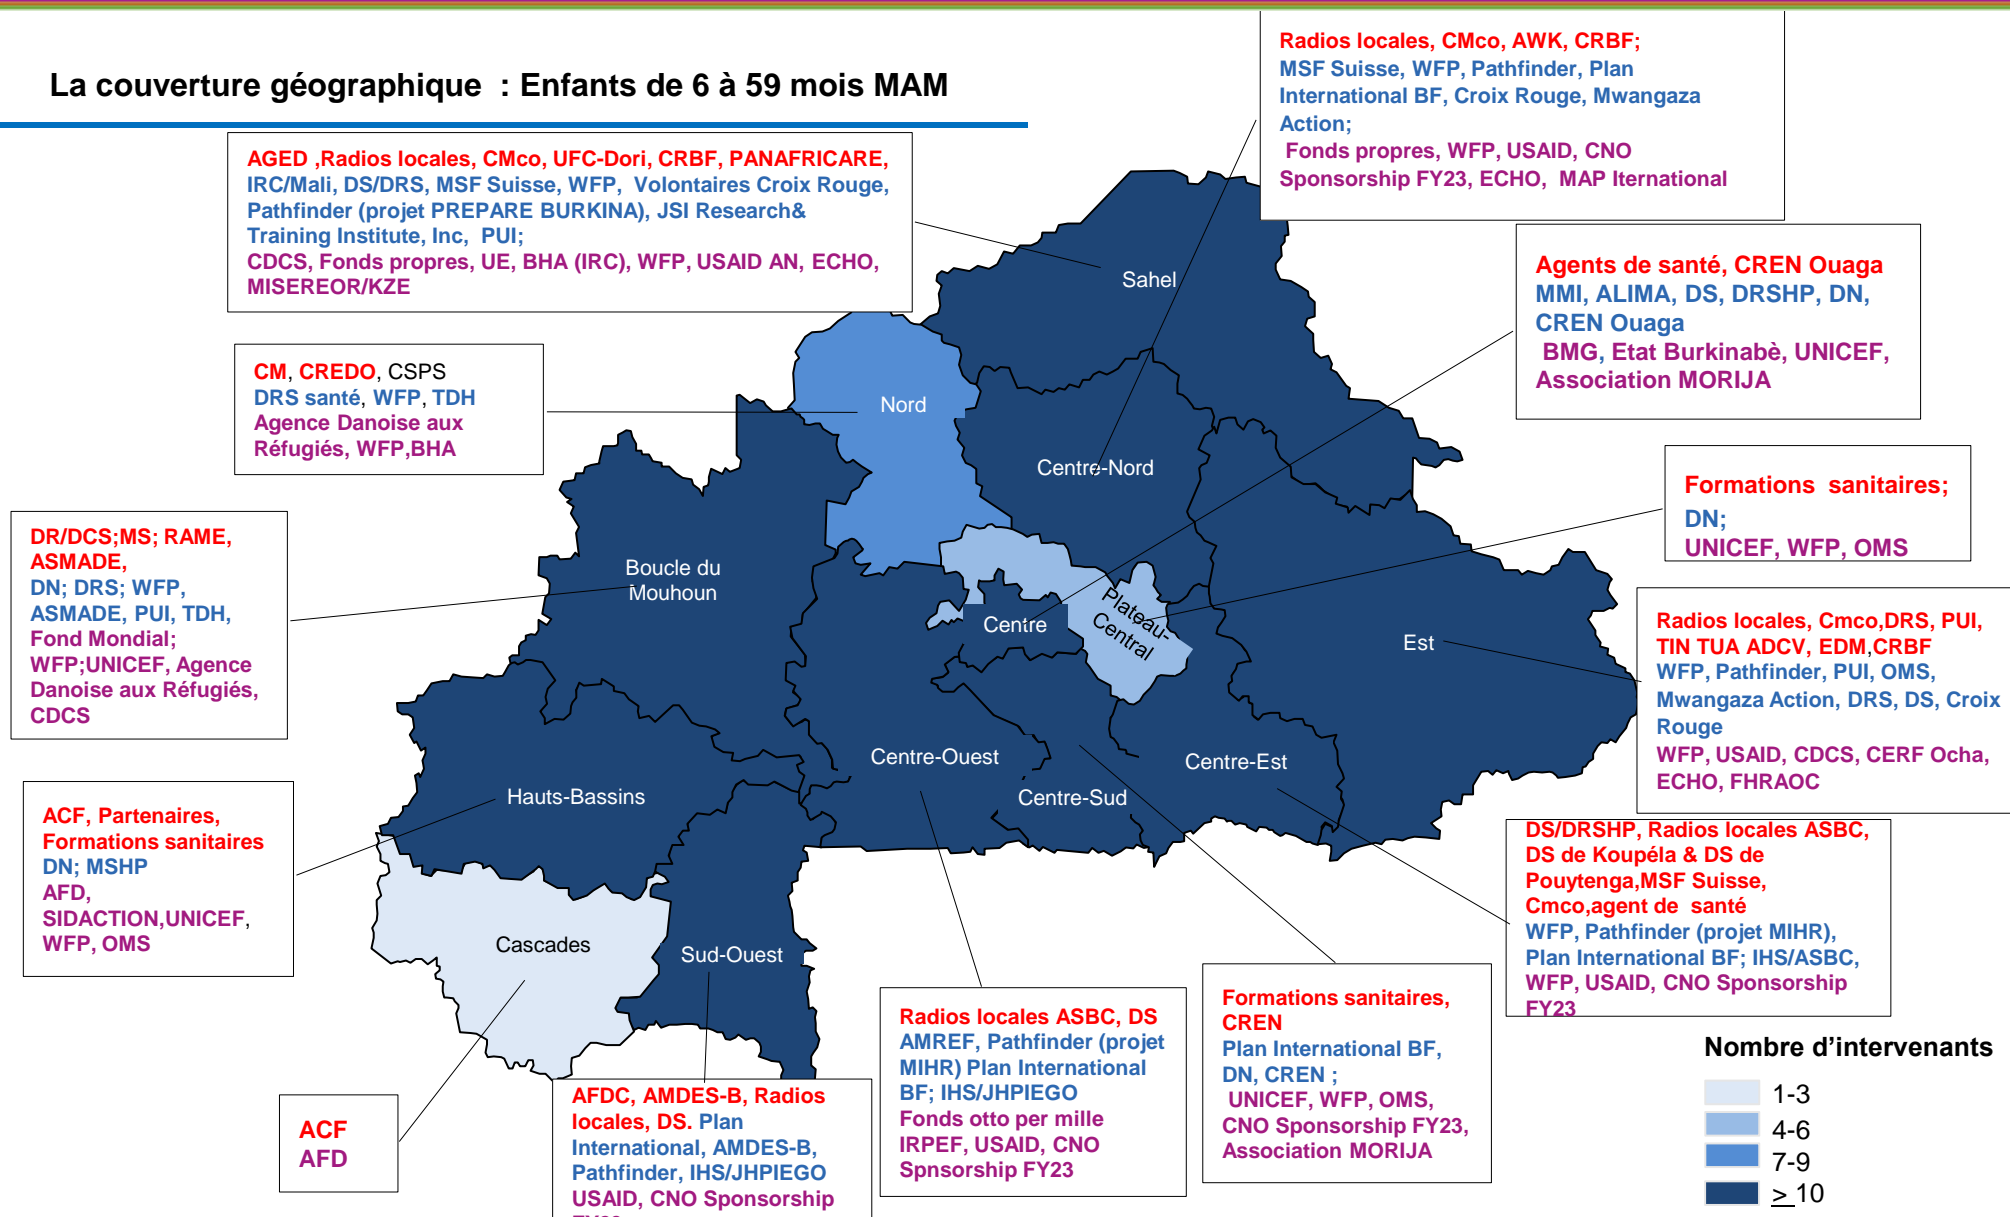 La couverture géographique : Enfants de 6 à 59 mois MAM
Radios locales, CMco, AWK, CRBF;
MSF Suisse, WFP, Pathfinder, Plan
International BF, Croix Rouge, Mwangaza
Action;
Fonds propres, WFP, USAID, CNO
Sponsorship FY23, ECHO, MAP Iternational
AGED ,Radios locales, CMco, UFC-Dori, CRBF, PANAFRICARE,
IRC/Mali, DS/DRS, MSF Suisse, WFP, Volontaires Croix Rouge,
Pathfinder (projet PREPARE BURKINA), JSI Research&
Training Institute, Inc, PUI;
CDCS, Fonds propres, UE, BHA (IRC), WFP, USAID AN, ECHO,
MISEREOR/KZE
Agents de santé, CREN Ouaga
MMI, ALIMA, DS, DRSHP, DN,
CREN Ouaga
BMG, Etat Burkinabè, UNICEF,
Association MORIJA
CM, CREDO, CSPS
DRS santé, WFP, TDH
Agence Danoise aux
Réfugiés, WFP,BHA
Formations sanitaires;
DN;
UNICEF, WFP, OMS
DR/DCS;MS; RAME,
ASMADE,
DN; DRS; WFP,
ASMADE, PUI, TDH,
Fond Mondial;
WFP;UNICEF, Agence
Danoise aux Réfugiés,
CDCS
Radios locales, Cmco,DRS, PUI,
TIN TUA ADCV, EDM,CRBF
WFP, Pathfinder, PUI, OMS,
Mwangaza Action, DRS, DS, Croix
Rouge
WFP, USAID, CDCS, CERF Ocha,
ECHO, FHRAOC
ACF, Partenaires,
Formations sanitaires
DN; MSHP
AFD,
SIDACTION,UNICEF,
WFP, OMS
DS/DRSHP, Radios locales ASBC,
DS de Koupéla & DS de
Pouytenga,MSF Suisse,
Cmco,agent de santé
WFP, Pathfinder (projet MIHR),
Plan International BF; IHS/ASBC,
WFP, USAID, CNO Sponsorship
FY23
Sahel
Nord
Centre-Nord
Boucle du
Mouhoun
Centre
Plateau-
Central
Est
Centre-Ouest
Centre-Est
Hauts-Bassins
Centre-Sud
Cascades
Sud-Ouest
ACF
AFD
AFDC, AMDES-B, Radios
locales, DS. Plan
International, AMDES-B,
Pathfinder, IHS/JHPIEGO
USAID, CNO Sponsorship
Radios locales ASBC, DS
AMREF, Pathfinder (projet
MIHR) Plan International
BF; IHS/JHPIEGO
Fonds otto per mille
IRPEF, USAID, CNO
Spnsorship FY23
Formations sanitaires,
CREN
Plan International BF,
DN, CREN ;
UNICEF, WFP, OMS,
CNO Sponsorship FY23,
Association MORIJA
Nombre d'intervenants
1-3
4-6
7-9
≥ 10